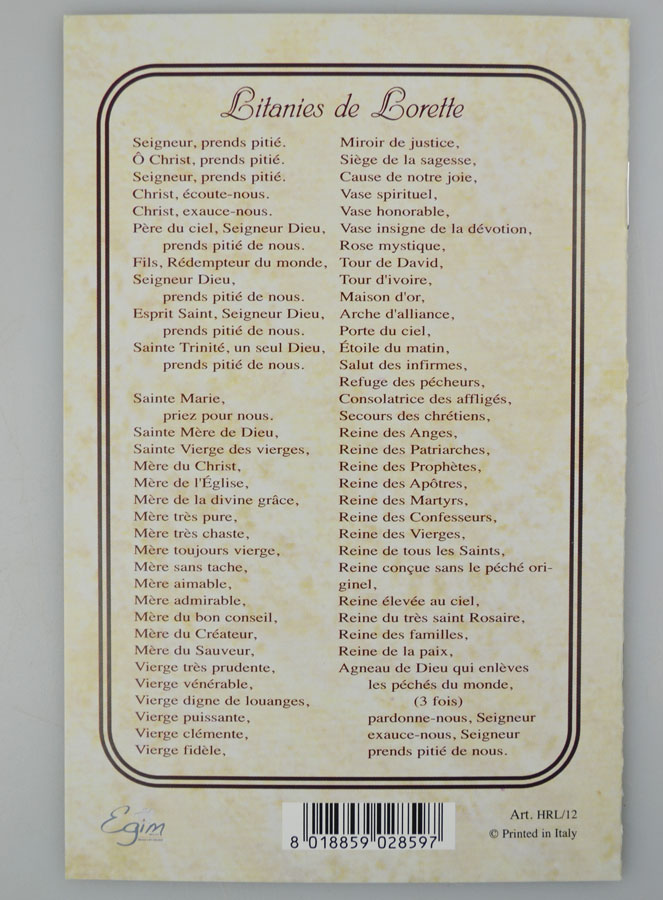 Litanies de Lorette
Seigneur, prends pitié.
Ô Christ, prends pitié.
Seigneur, prends pitié.
Christ, écoute-nous.
Christ, exauce-nous.
Père du ciel, Seigneur Dieu,
prends pitié de nous.
Fils, Rédempteur du monde,
Seigneur Dieu,
prends pitié de nous.
Esprit Saint, Seigneur Dieu,
prends pitié de nous.
Sainte Trinité, un seul Dieu,
prends pitié de nous.
Sainte Marie,
priez pour nous.
Sainte Mère de Dieu,
Sainte Vierge des vierges,
Mère du Christ,
Mère de l'Église,
Mère de la divine grâce,
Mère très pure,
Mère très chaste,
Mère toujours vierge,
Mère sans tache,
Mère aimable,
Mère admirable,
Mère du bon conseil,
Mère du Créateur,
Mère du Sauveur,
Vierge très prudente,
Vierge vénérable,
Vierge digne de louanges,
Vierge puissante,
Vierge clémente,
Vierge fidèle,
Miroir de justice,
Siège de la sagesse,
Cause de notre joie,
Vase spirituel,
Vase honorable,
Vase insigne de la dévotion,
Rose mystique,
Tour de David,
Tour d'ivoire,
Maison d'or,
Arche d'alliance,
Porte du ciel,
Étoile du matin,
Salut des infirmes,
Refuge des pécheurs,
Consolatrice des affligés,
Secours des chrétiens,
Reine des Anges,
Reine des Patriarches,
Reine des Prophètes,
Reine des Apôtres,
Reine des Martyrs,
Reine des Confesseurs,
Reine des Vierges,
Reine de tous les Saints,
Reine conçue sans le péché ori-
ginel,
Reine élevée au ciel,
Reine du très saint Rosaire,
Reine des familles,
Reine de la paix,
Agneau de Dieu qui enlèves
les péchés du monde,
(3 fois)
pardonne-nous, Seigneur
exauce-nous, Seigneur
prends pitié de nous.
Egim
8 018859 028597
Art. HRL/12
© Printed in Italy